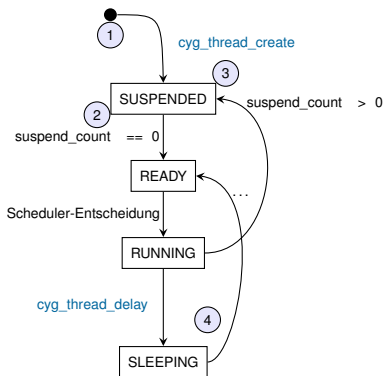 1
cyg_thread_create
3
SUSPENDED
suspend_count > 0
2
suspend_count == 0
READY
...
Scheduler-Entscheidung
RUNNING
cyg_thread_delay
4
SLEEPING